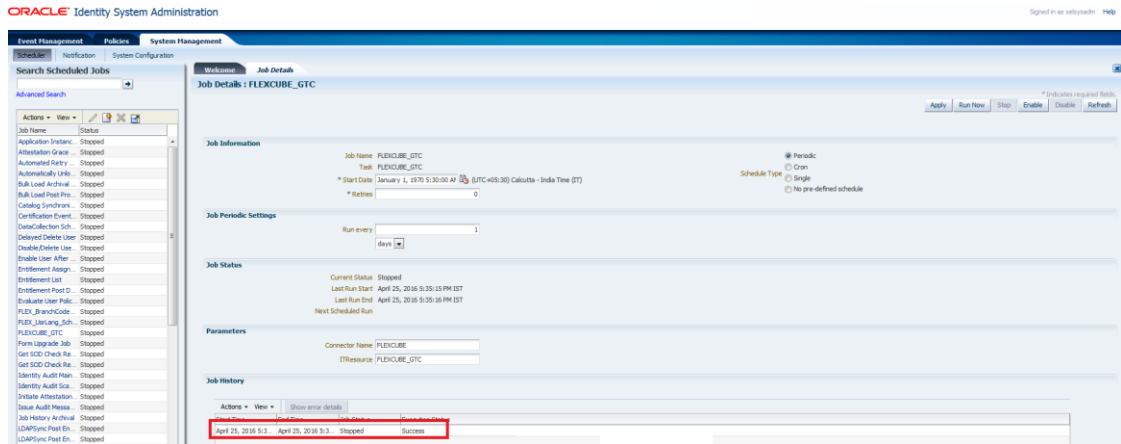 ORACLE Identity System Administration
Signed in as xelsysadm Help
Event Management Policies System Management
Scheduler Notification System Configuration
Search Scheduled Jobs
Advanced Search
Actions View
Job Name Status
Application Instanc... Stopped
Attestation Grace ... Stopped
Automated Retry ... Stopped
Automatically Unlo... Stopped
Bulk Load Archival ... Stopped
Bulk Load Post Pro... Stopped
Catalog Synchroni... Stopped
Certification Event... Stopped
DataCollection Sch... Stopped
Delayed Delete User Stopped
Disable/Delete Use... Stopped
Enable User After ... Stopped
Entitlement Assign... Stopped
Entitlement List Stopped
Entitlement Post D... Stopped
Evaluate User Polic... Stopped
FLEX_BranchCode... Stopped
FLEX_UsrLang_Sch... Stopped
FLEXCUBE_GTC Stopped
Form Upgrade Job Stopped
Get SOD Check Re... Stopped
Get SOD Check Re... Stopped
Identity Audit Main... Stopped
Identity Audit Sca... Stopped
Initiate Attestation... Stopped
Issue Audit Messa... Stopped
Job History Archival Stopped
LDAPSync Post En... Stopped
LDAPSync Post En... Stopped
Welcome Job Details
Job Details : FLEXCUBE_GTC
* Indicates required fields.
Apply Run Now Stop Enable Disable Refresh
Job Information
Job Name FLEXCUBE_GTC
Task FLEXCUBE_GTC
* Start Date January 1, 1970 5:30:00 AM (UTC+05:30) Calcutta - India Time (IT)
* Retries 0
Schedule Type
Periodic
Cron
Single
No pre-defined schedule
Job Periodic Settings
Run every 1
days
Job Status
Current Status Stopped
Last Run Start April 25, 2016 5:35:15 PM IST
Last Run End April 25, 2016 5:35:16 PM IST
Next Scheduled Run
Parameters
Connector Name FLEXCUBE
ITResource FLEXCUBE_GTC
Job History
Actions View Show error details
Start Time End Time Job Status Execution Status
April 25, 2016 5:3... April 25, 2016 5:3... Stopped Success